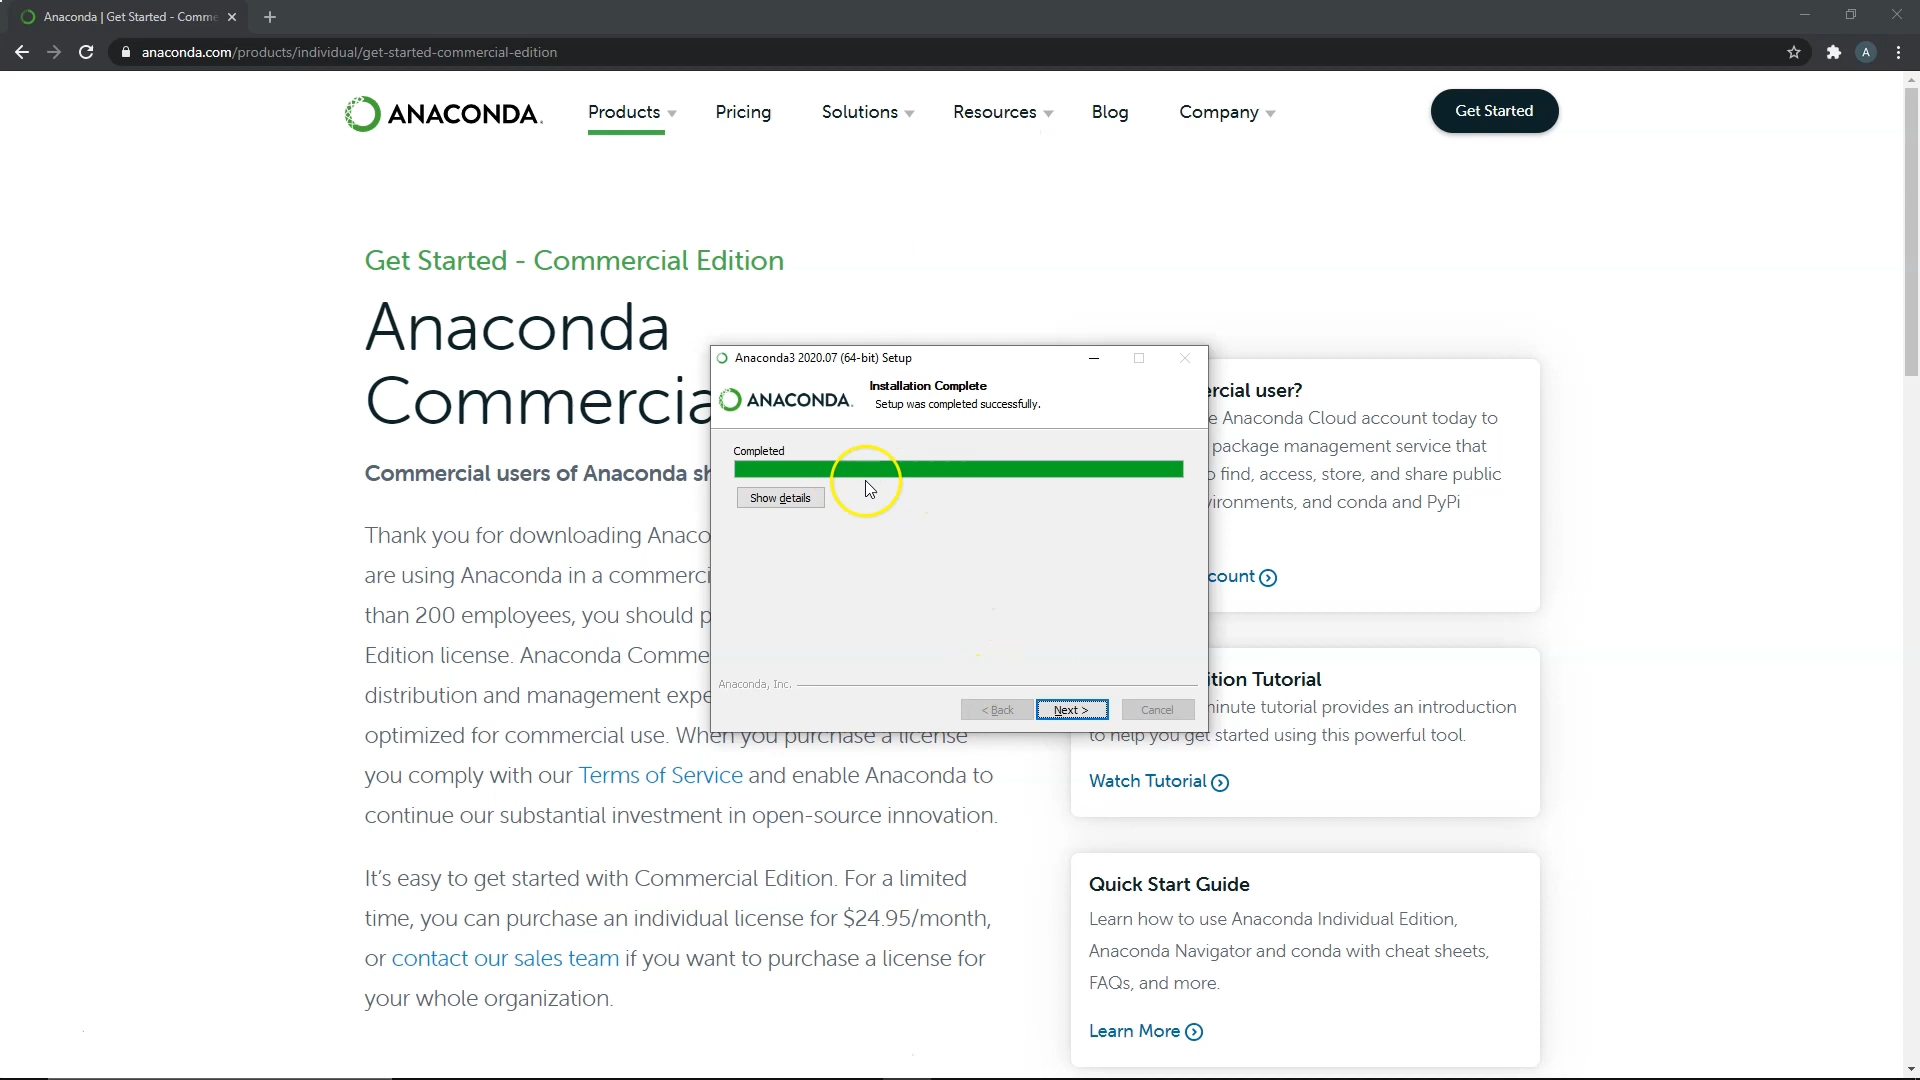 Anaconda | Get Started - Comme
anaconda.com/products/individual/get-started-commercial-edition
A
ANACONDA.
Products
Pricing
Solutions
Resources
Blog
Company
Get Started
Get Started - Commercial Edition
Anaconda
Commercia
Commercial users of Anaconda sh
Thank you for downloading Anaco
are using Anaconda in a commerci
than 200 employees, you should p
Edition license. Anaconda Comme
distribution and management expe
optimized for commercial use. When you purchase a license
you comply with our Terms of Service and enable Anaconda to
continue our substantial investment in open-source innovation.
It's easy to get started with Commercial Edition. For a limited
time, you can purchase an individual license for $24.95/month,
or contact our sales team if you want to purchase a license for
your whole organization.
Anaconda3 2020.07 (64-bit) Setup
ANACONDA.
Installation Complete
Setup was completed successfully.
Completed
Show details
Anaconda, Inc.
< Back
Next >
Cancel
rcial user?
e Anaconda Cloud account today to
package management service that
o find, access, store, and share public
vironments, and conda and PyPi
count
ition Tutorial
minute tutorial provides an introduction
to help you get started using this powerful tool.
Watch Tutorial
Quick Start Guide
Learn how to use Anaconda Individual Edition,
Anaconda Navigator and conda with cheat sheets,
FAQs, and more.
Learn More